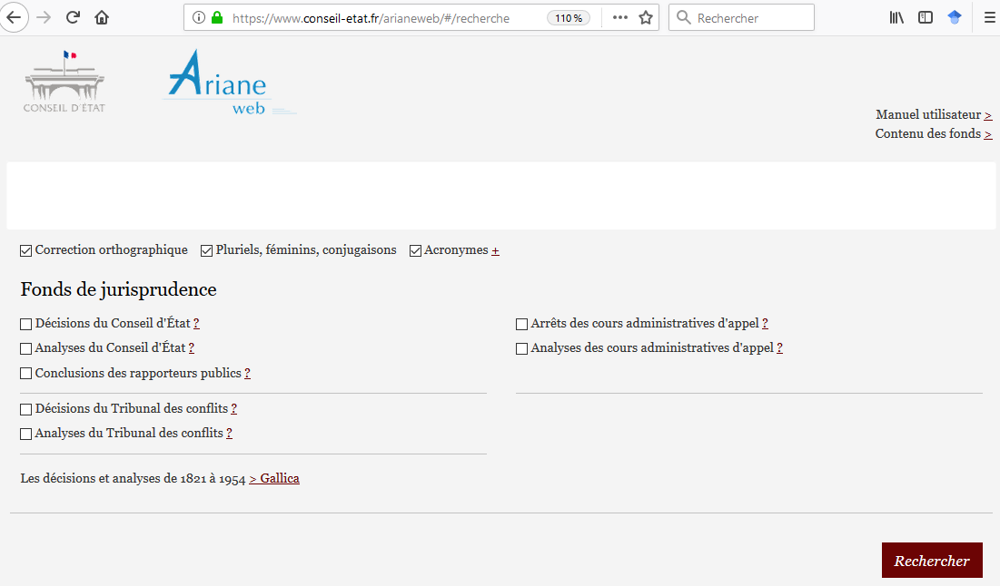 https://www.conseil-etat.fr/arianeweb/#/recherche 110 % Rechercher
CONSEIL D'ÉTAT
Ariane
web
Manuel utilisateur >
Contenu des fonds >
Correction orthographique Pluriels, féminins, conjugaisons Acronymes +
Fonds de jurisprudence
Décisions du Conseil d'État ?
Analyses du Conseil d'État ?
Conclusions des rapporteurs publics ?
Arrêts des cours administratives d'appel ?
Analyses des cours administratives d'appel ?
Décisions du Tribunal des conflits ?
Analyses du Tribunal des conflits ?
Les décisions et analyses de 1821 à 1954 > Gallica
Rechercher